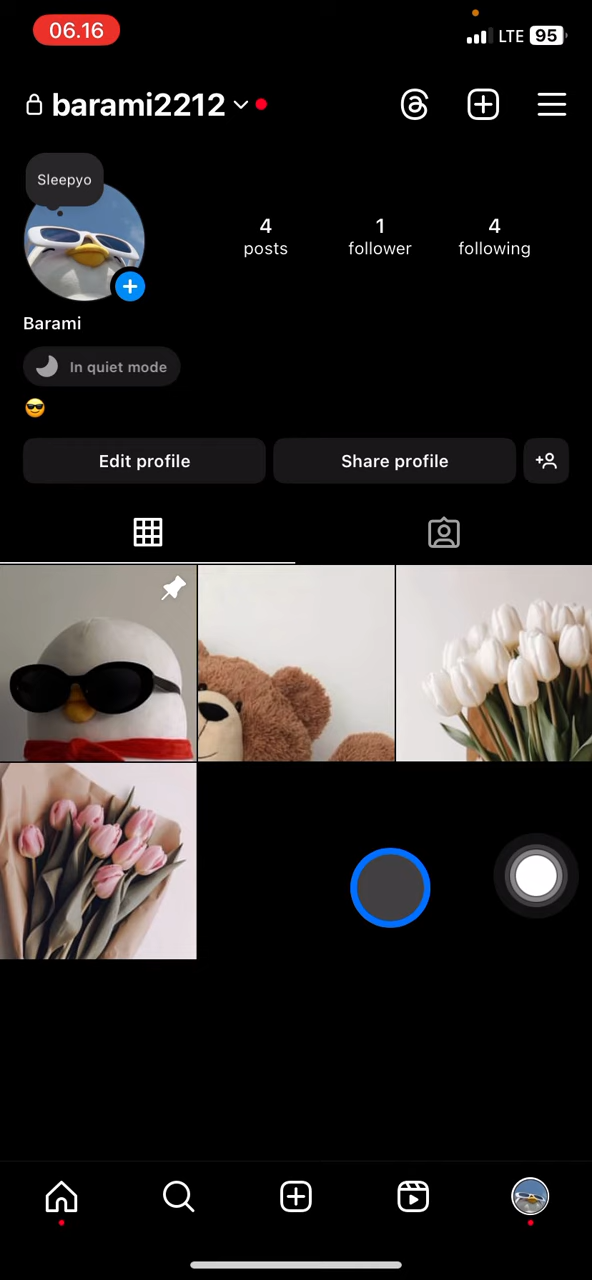 06.16
LTE 95
barami2212
Sleepyo
4 1 4
posts follower following
Barami
In quiet mode
😎
Edit profile Share profile